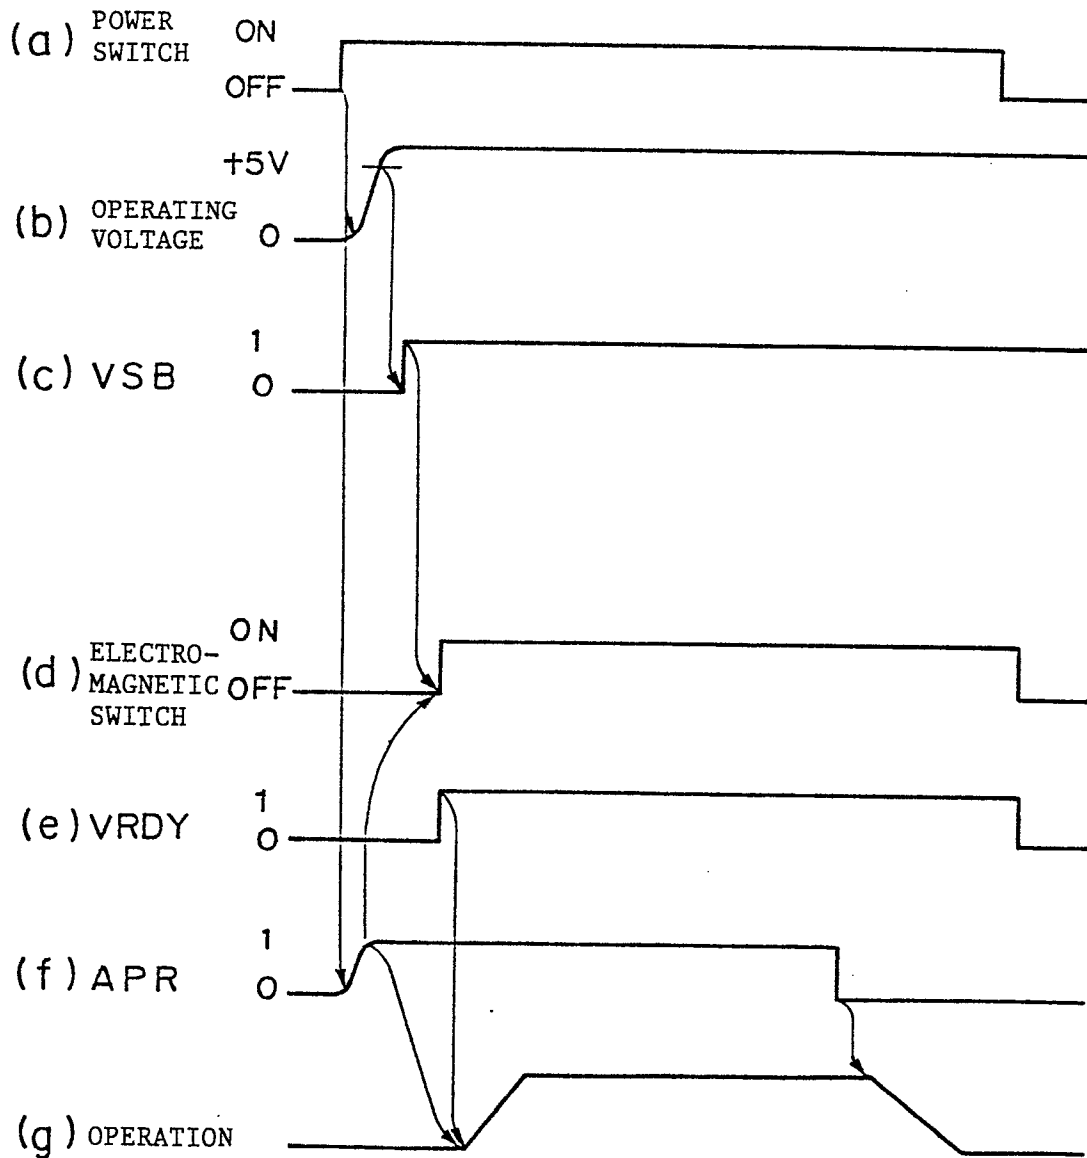 (a) POWER SWITCH ON
OFF
+5V
(b) OPERATING VOLTAGE 0
1
(c) VSB 0
ON
(d) ELECTRO-MAGNETIC SWITCH OFF
1
(e) VRDY 0
1
(f) APR 0
(g) OPERATION